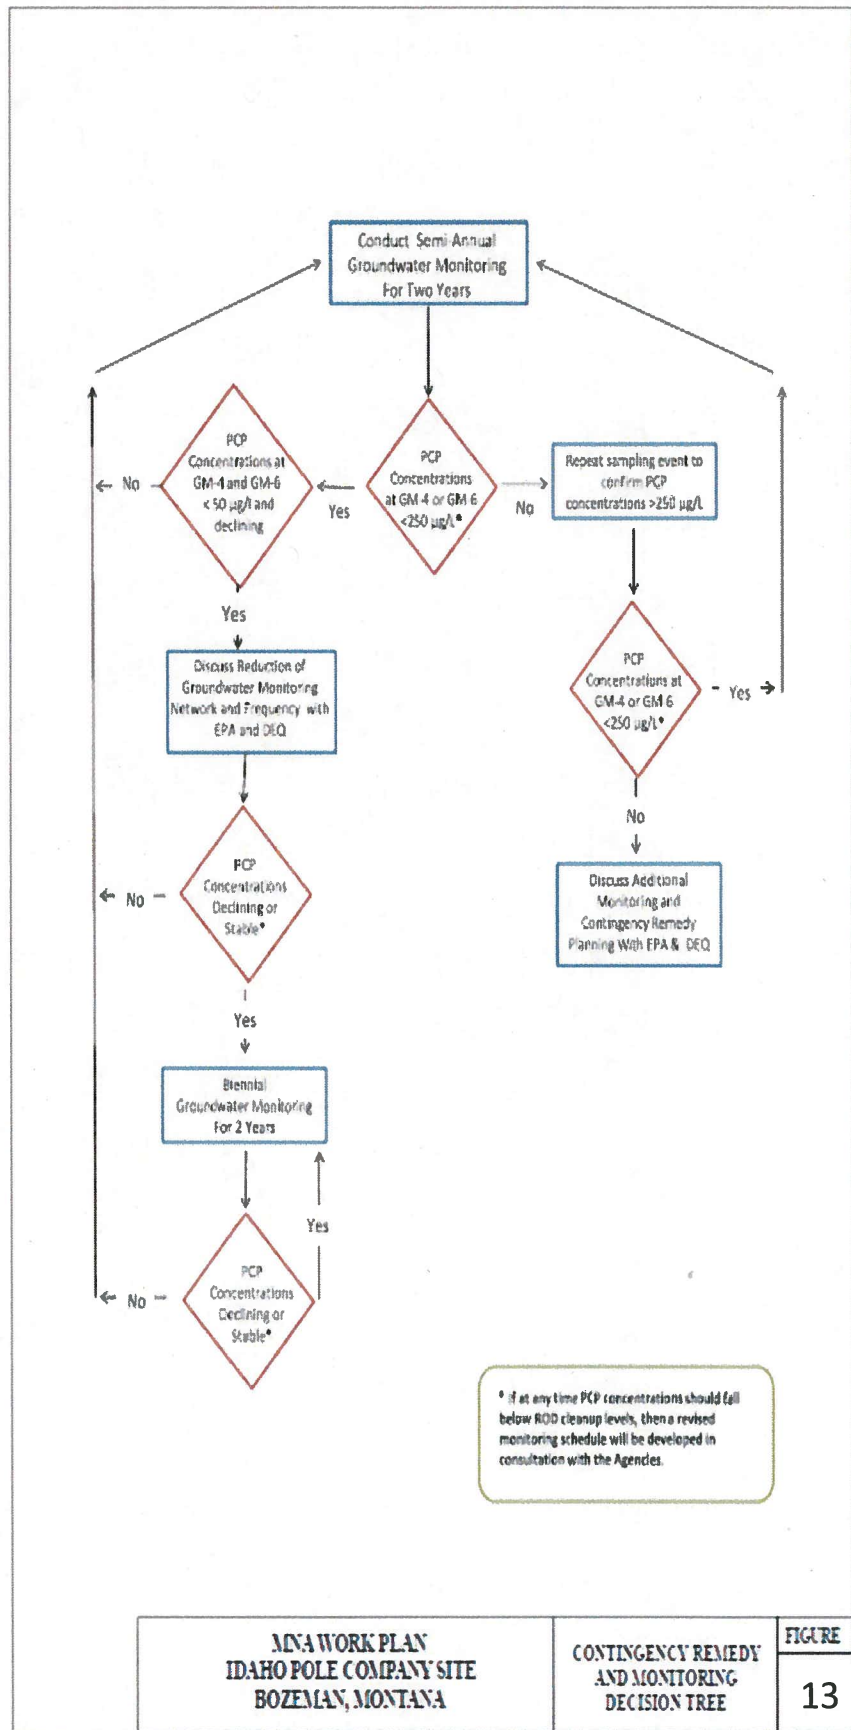 Conduct Semi-Annual
Groundwater Monitoring
For Two Years
PCP
Concentrations at
GM-4 and GM-6
< 50 µg/l and
declining
No
Yes
PCP
Concentrations
at GM-4 or GM 6
<250 µg/L*
No
Repeat sampling event to
confirm PCP
concentrations >250 µg/L
Yes
Discuss Reduction of
Groundwater Monitoring
Network and Frequency with
EPA and DEQ
PCP
Concentrations at
GM-4 or GM 6
<250 µg/L*
Yes
No
Discuss Additional
Monitoring and
Contingency Remedy
Planning With EPA & DEQ
PCP
Concentrations
Declining or
Stable*
No
Yes
Biennial
Groundwater Monitoring
For 2 Years
Yes
PCP
Concentrations
Declining or
Stable*
No
* If at any time PCP concentrations should fall
below ROD cleanup levels, then a revised
monitoring schedule will be developed in
consultation with the Agencies.
MNA WORK PLAN
IDAHO POLE COMPANY SITE
BOZEMAN, MONTANA
CONTINGENCY REMEDY
AND MONITORING
DECISION TREE
FIGURE
13